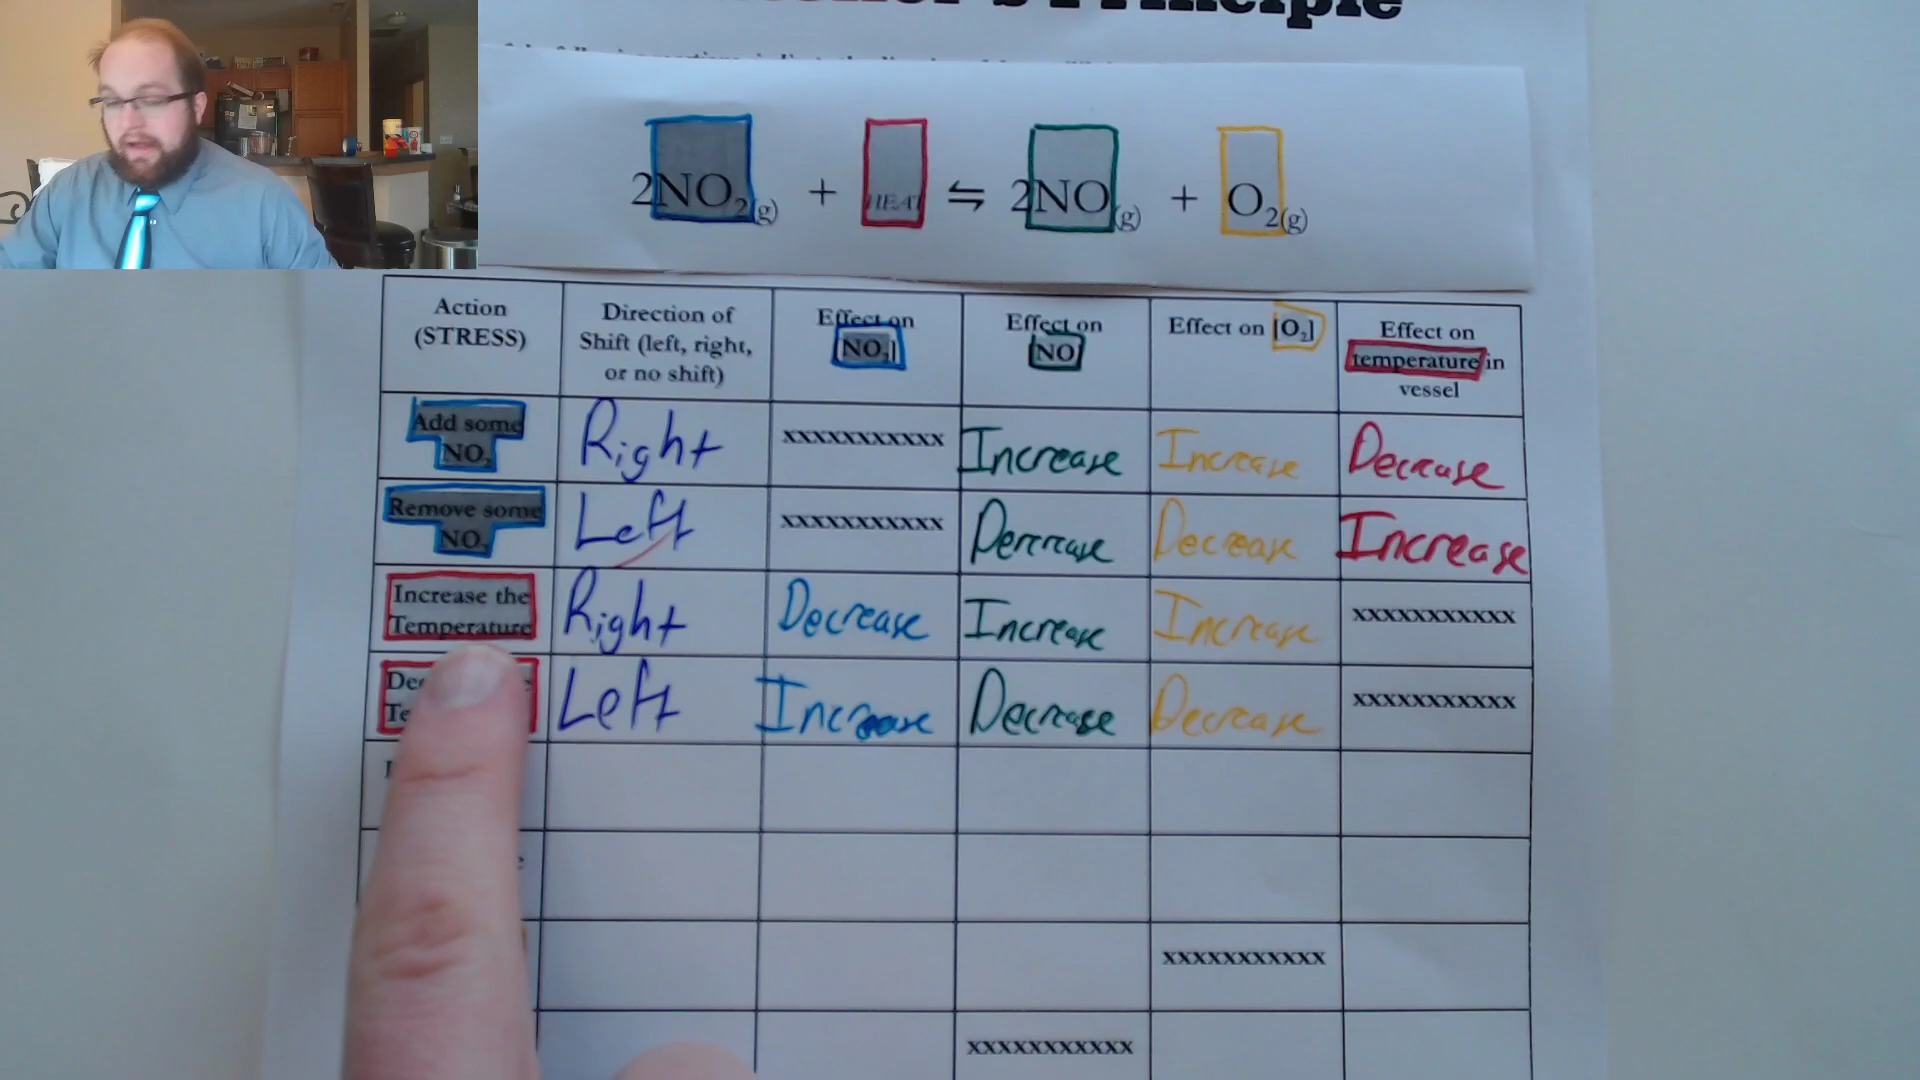 Principle
2NO₂(g) + HEAT ⇋ 2NO(g) + O₂(g)
Action (STRESS)
Direction of Shift (left, right, or no shift)
Effect on [NO₂]
Effect on [NO]
Effect on [O₂]
Effect on temperature in vessel
Add some NO₂
Right
xxxxxxxxxxx
Increase
Increase
Decrease
Remove some NO₂
Left
xxxxxxxxxxx
Decrease
Decrease
Increase
Increase the Temperature
Right
Decrease
Increase
Increase
xxxxxxxxxxx
Left
Increase
Decrease
Decrease
xxxxxxxxxxx
xxxxxxxxxxx
xxxxxxxxxxx